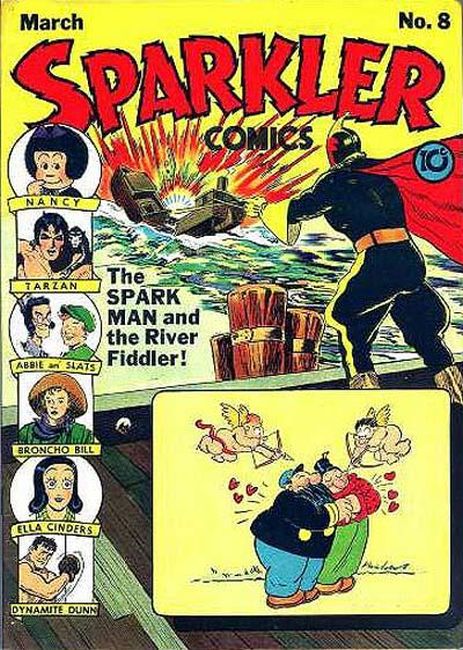 March
No. 8
SPARKLER
COMICS
10¢
NANCY
TARZAN
ABBIE an' SLATS
BRONCHO BILL
ELLA CINDERS
DYNAMITE DUNN
The
SPARK
MAN and
the River
Fiddler!